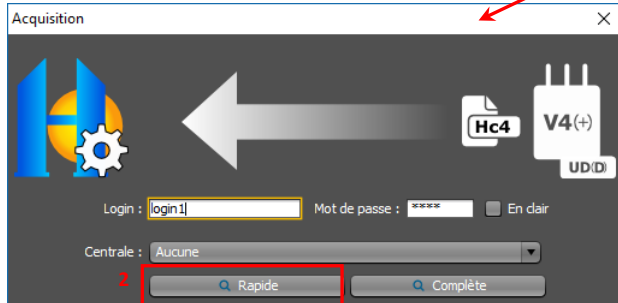 Acquisition
Hc4
V4(+)
UD(D)
Login : login1 Mot de passe : **** En clair
Centrale : Aucune
2 Rapide Complète